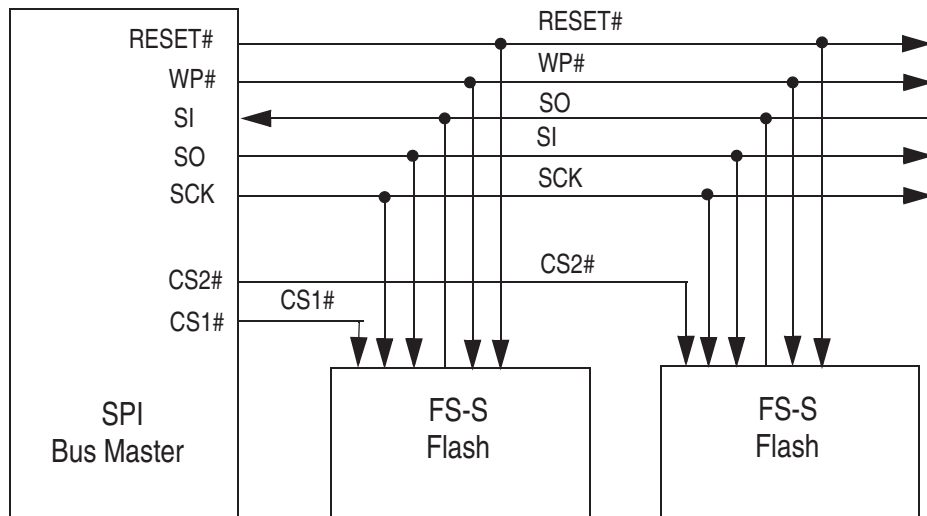 RESET#
RESET#
WP#
WP#
SI
SO
SO
SI
SCK
SCK
CS2#
CS2#
CS1#
CS1#
SPI
Bus Master
FS-S
Flash
FS-S
Flash